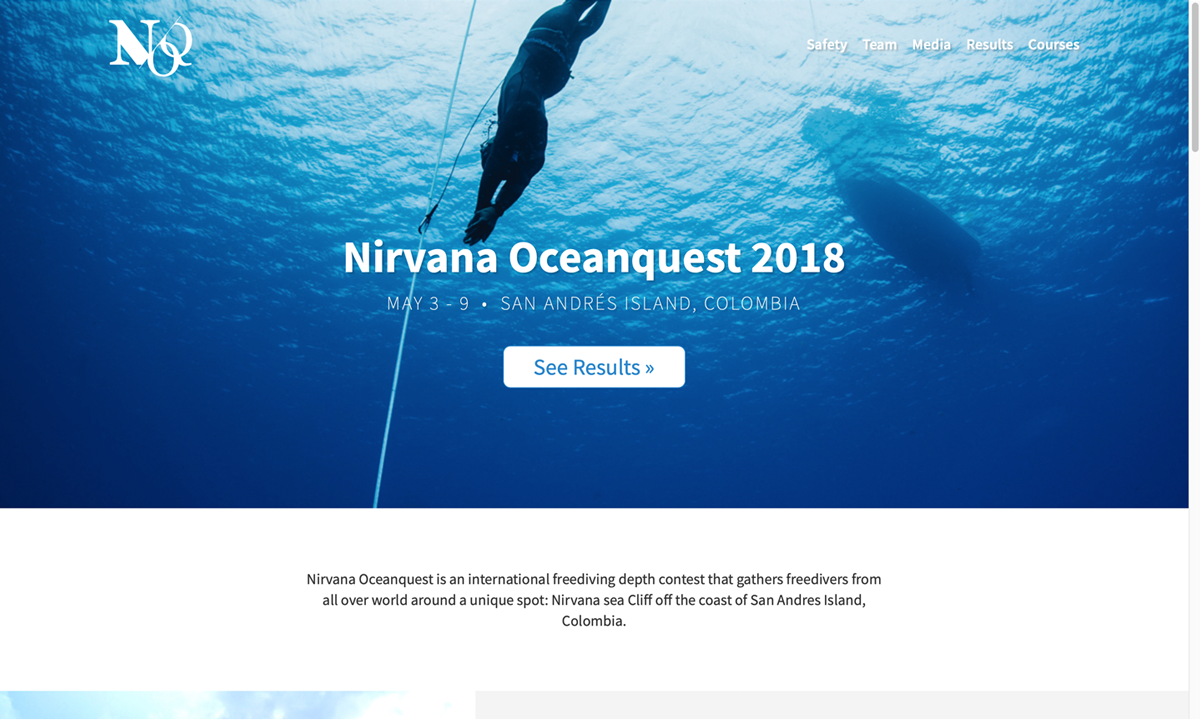 NOQ
Safety Team Media Results Courses
Nirvana Oceanquest 2018
MAY 3 - 9 • SAN ANDRÉS ISLAND, COLOMBIA
See Results »
Nirvana Oceanquest is an international freediving depth contest that gathers freedivers from
all over world around a unique spot: Nirvana sea Cliff off the coast of San Andres Island,
Colombia.